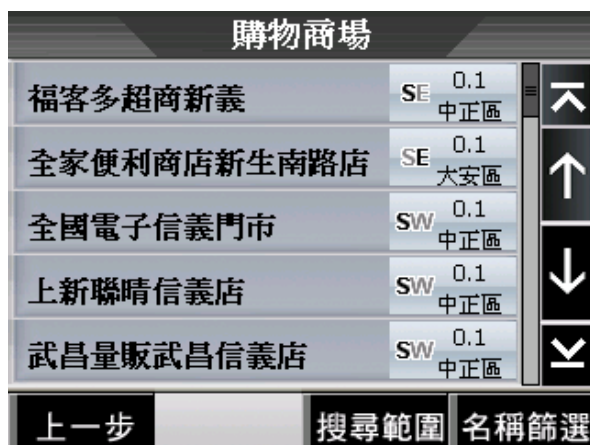 購物商場
福客多超商新義 SE 0.1 中正區
全家便利商店新生南路店 SE 0.1 大安區
全國電子信義門市 SW 0.1 中正區
上新聯晴信義店 SW 0.1 中正區
武昌量販武昌信義店 SW 0.1 中正區
上一步 搜尋範圍 名稱篩選